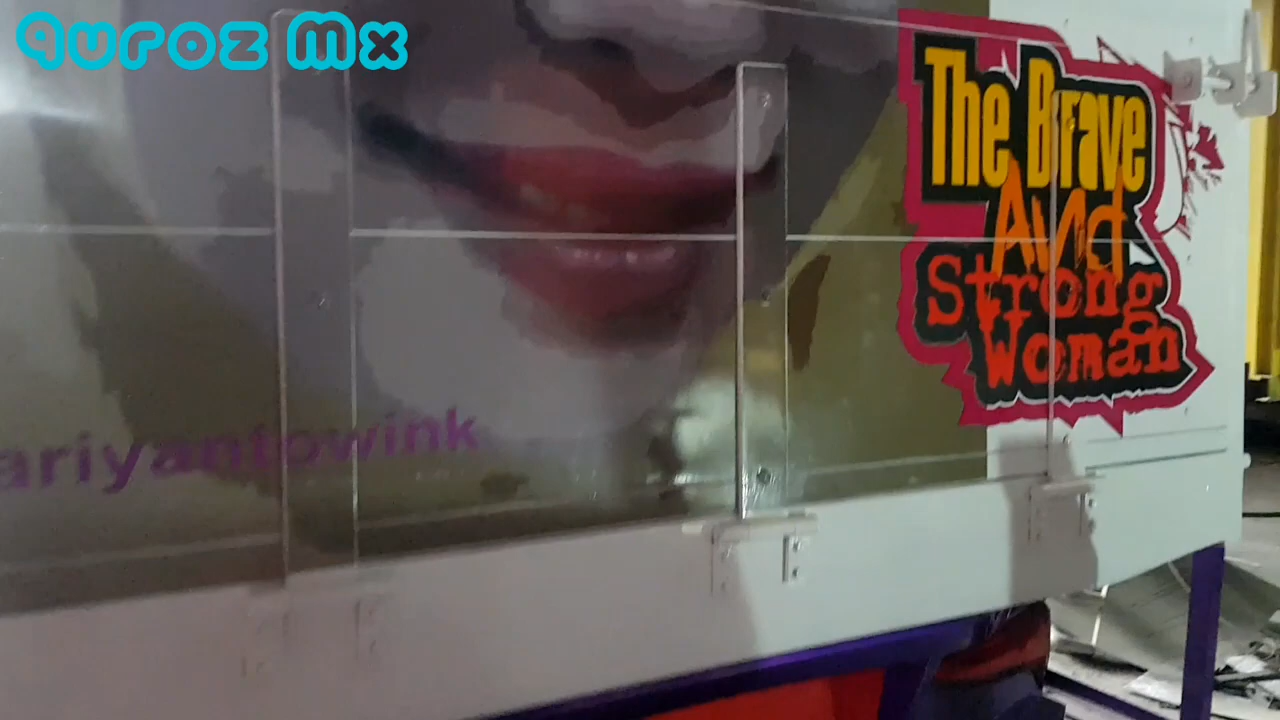 quroz Mx
The Brave
And
Strong
Woman
ariyantowink